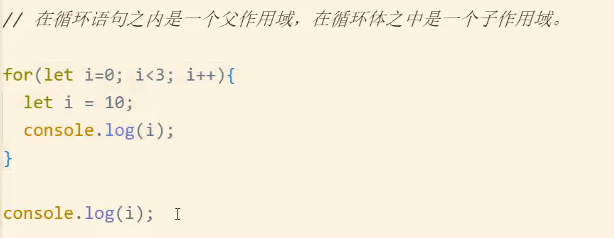 // 在循环语句之内是一个父作用域，在循环体之中是一个子作用域。
for(let i=0; i<3; i++){
  let i = 10;
  console.log(i);
}
console.log(i);